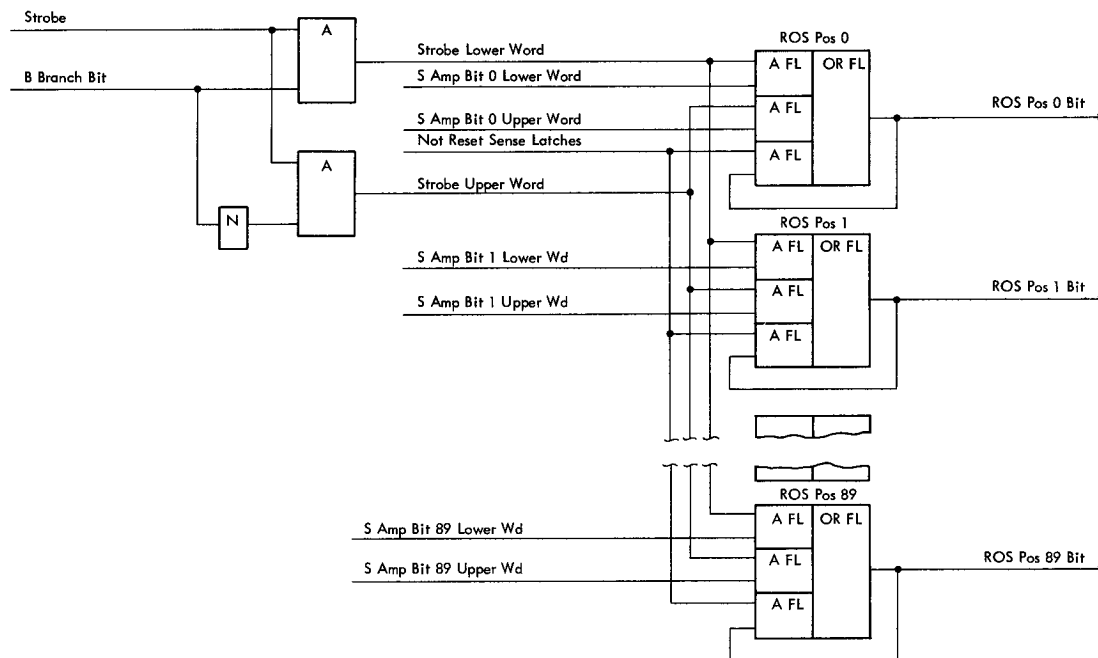 Strobe
A
ROS Pos 0
Strobe Lower Word
A FL
OR FL
B Branch Bit
S Amp Bit 0 Lower Word
A FL
ROS Pos 0 Bit
S Amp Bit 0 Upper Word
Not Reset Sense Latches
A FL
A
Strobe Upper Word
N
ROS Pos 1
A FL
OR FL
S Amp Bit 1 Lower Wd
A FL
ROS Pos 1 Bit
S Amp Bit 1 Upper Wd
A FL
ROS Pos 89
A FL
OR FL
S Amp Bit 89 Lower Wd
A FL
ROS Pos 89 Bit
S Amp Bit 89 Upper Wd
A FL